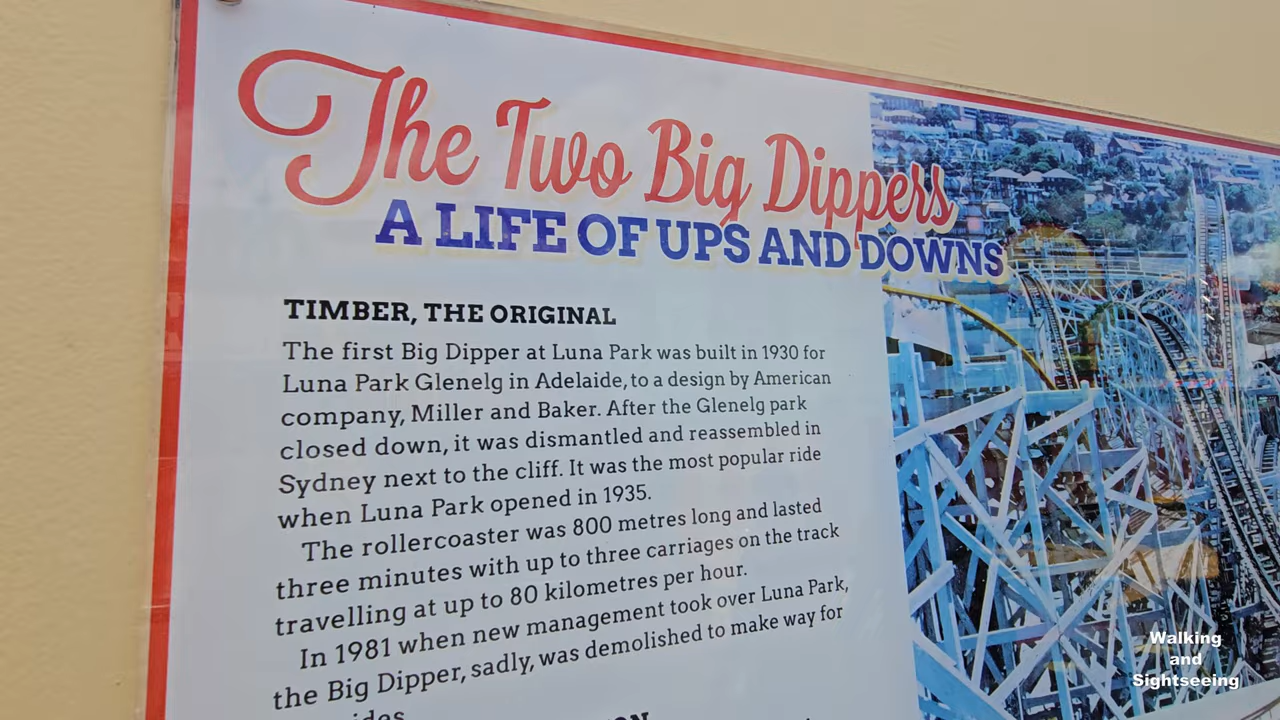 The Two Big Dippers
A LIFE OF UPS AND DOWNS
TIMBER, THE ORIGINAL
The first Big Dipper at Luna Park was built in 1930 for
Luna Park Glenelg in Adelaide, to a design by American
company, Miller and Baker. After the Glenelg park
closed down, it was dismantled and reassembled in
Sydney next to the cliff. It was the most popular ride
when Luna Park opened in 1935.
The rollercoaster was 800 metres long and lasted
three minutes with up to three carriages on the track
travelling at up to 80 kilometres per hour.
In 1981 when new management took over Luna Park,
the Big Dipper, sadly, was demolished to make way for
Walking
and
Sightseeing